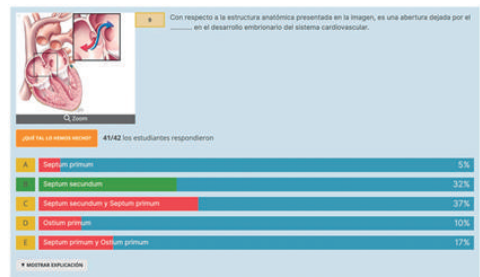 9
Con respecto a la estructura anatómica presentada en la imagen, es una abertura dejada por el
________ en el desarrollo embrionario del sistema cardiovascular.
Zoom
¿QUÉ TAL LO HEMOS HECHO?
41/42 los estudiantes respondieron
A Septum primum 5%
B Septum secundum 32%
C Septum secundum y Septum primum 37%
D Ostium primum 10%
E Septum primum y Ostium primum 17%
▼ MOSTRAR EXPLICACIÓN